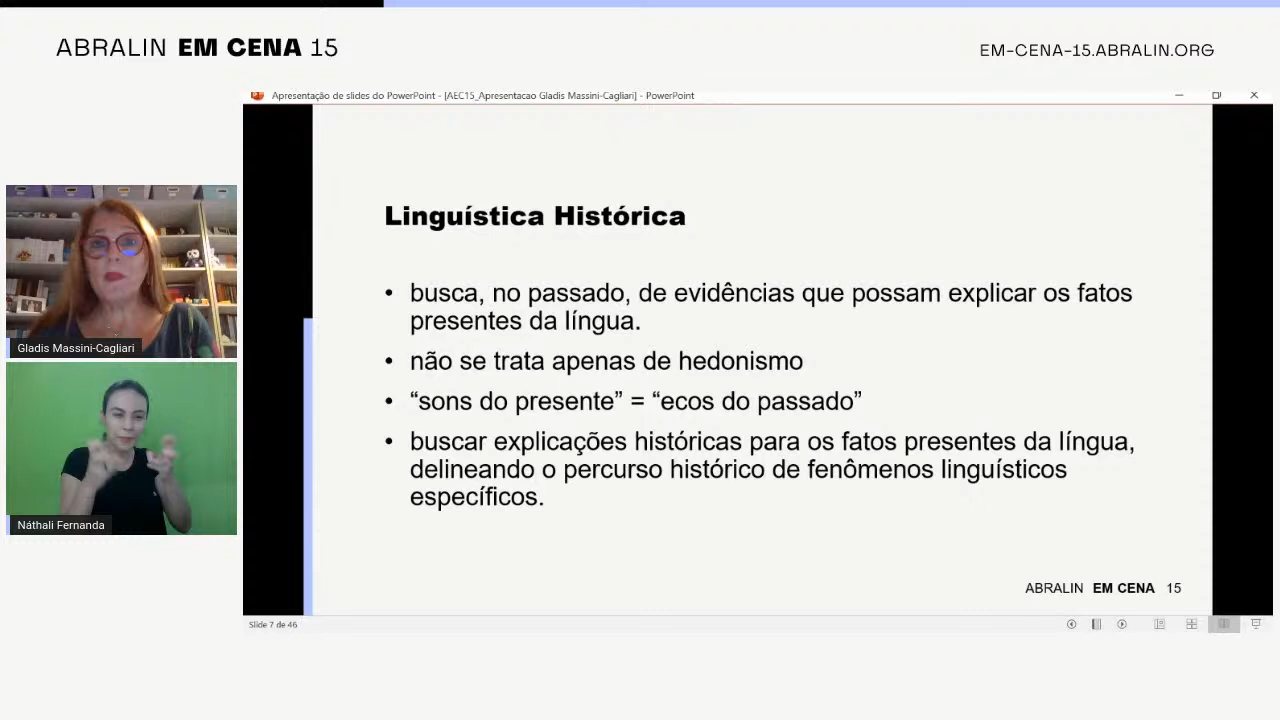 ABRALIN EM CENA 15
EM-CENA-15.ABRALIN.ORG
Apresentação de slides do PowerPoint - [AEC15_Apresentacao Gladis Massini-Cagliari] - PowerPoint
Linguística Histórica
• busca, no passado, de evidências que possam explicar os fatos
presentes da língua.
• não se trata apenas de hedonismo
• “sons do presente” = “ecos do passado”
• buscar explicações históricas para os fatos presentes da língua,
delineando o percurso histórico de fenômenos linguísticos
específicos.
ABRALIN EM CENA 15
Slide 7 de 46
Gladis Massini-Cagliari
Náthali Fernanda